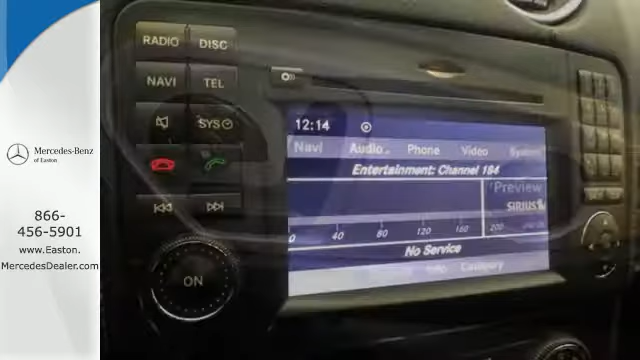 RADIO DISC
NAVI TEL
SYS
ON
12:14
Navi Audio Phone Video System
Entertainment: Channel 184
Preview
SIRIUS
0 40 80 120 160 200
No Service
Info Category
Mercedes-Benz
of Easton
866-
456-5901
www.Easton.
MercedesDealer.com